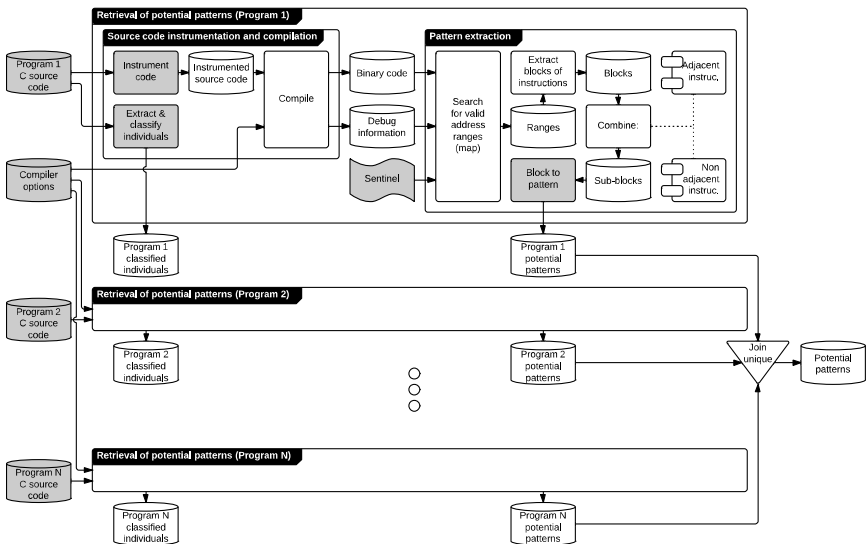 Retrieval of potential patterns (Program 1)
Source code instrumentation and compilation
Pattern extraction
Program 1
C source
code
Instrument
code
Instrumented
source code
Extract &
classify
individuals
Compile
Binary code
Debug
information
Sentinel
Search
for valid
address
ranges
(map)
Extract
blocks of
instructions
Ranges
Block to
pattern
Blocks
Combine:
Sub-blocks
Adjacent
instruc.
Non
adjacent
instruc.
Compiler
options
Program 1
classified
individuals
Program 1
potential
patterns
Retrieval of potential patterns (Program 2)
Program 2
C source
code
Program 2
classified
individuals
Program 2
potential
patterns
Join
unique
Potential
patterns
Retrieval of potential patterns (Program N)
Program N
C source
code
Program N
classified
individuals
Program N
potential
patterns